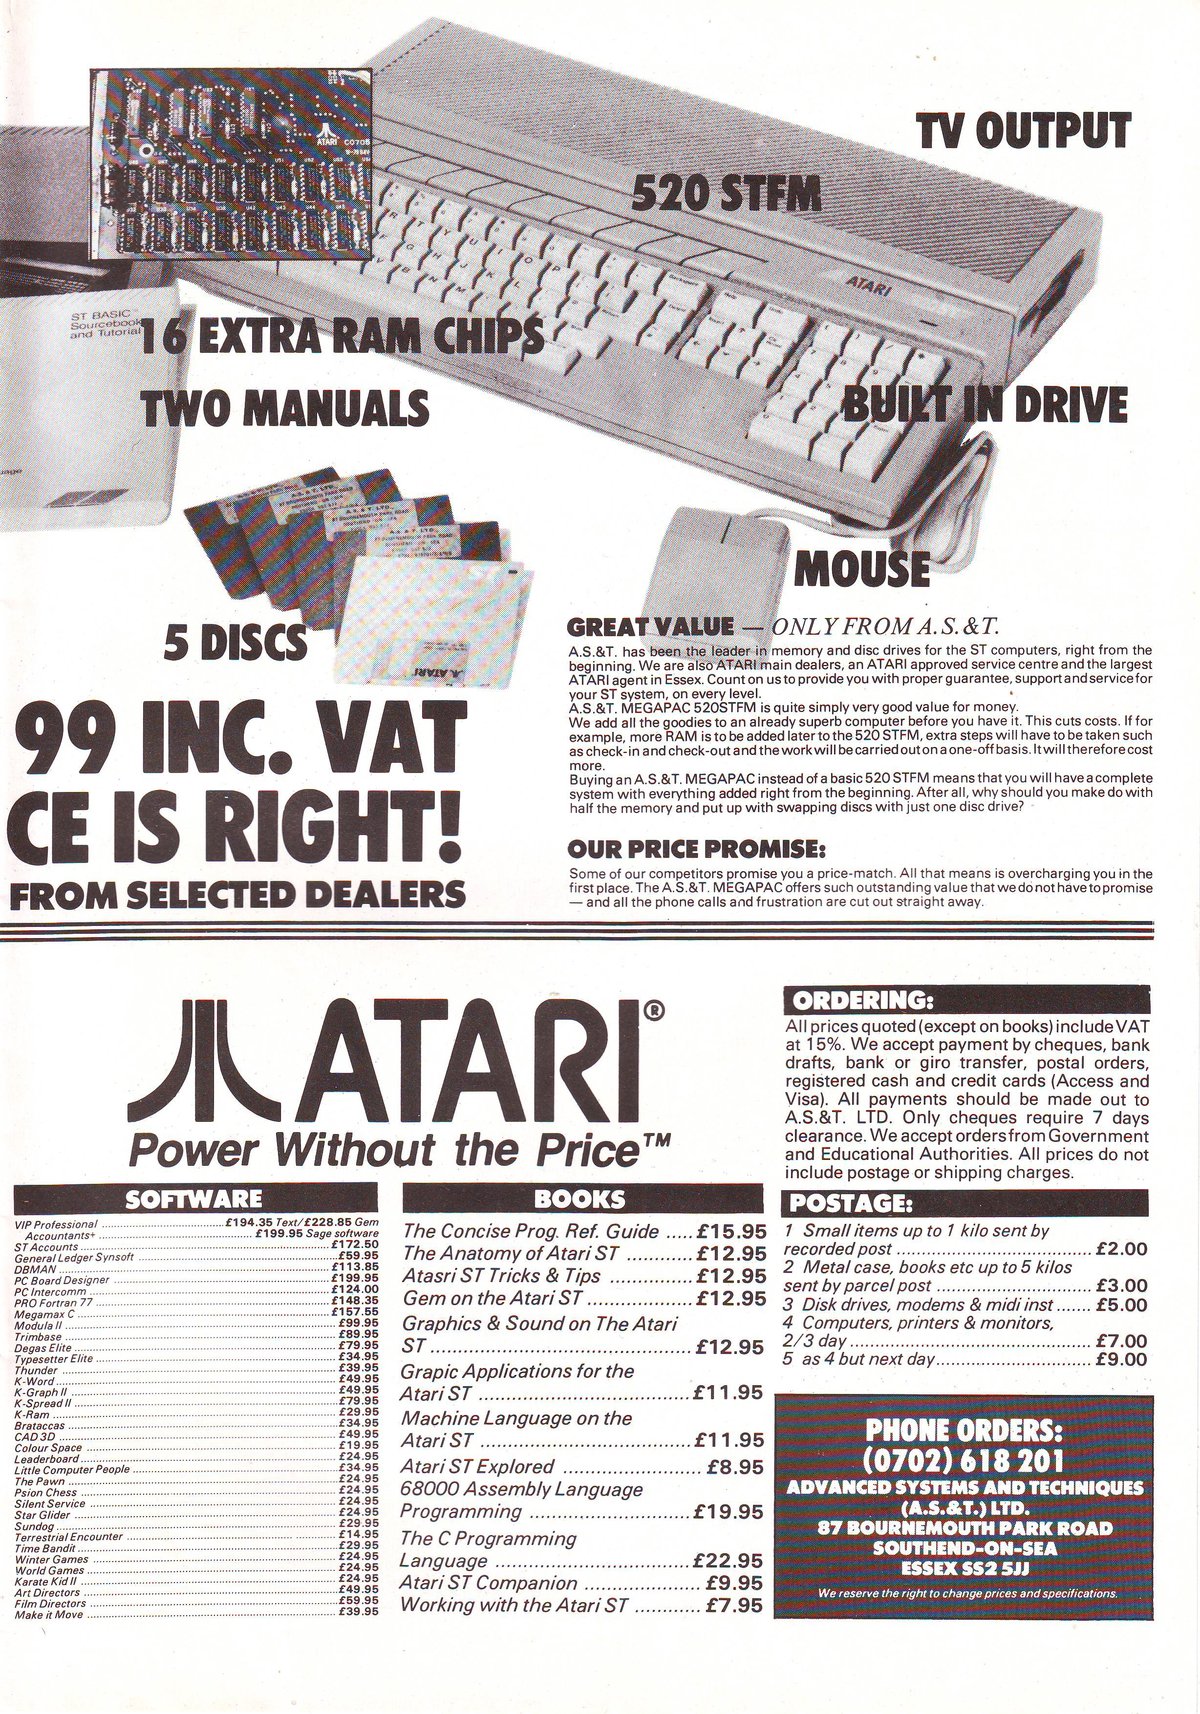 TV OUTPUT
520 STFM
ATARI C0705
ATARI
ST BASIC™
Sourcebook
and Tutorial
16 EXTRA RAM CHIPS
TWO MANUALS
BUILT IN DRIVE
MOUSE
5 DISCS
A.S. & T. LTD.,
87 BOURNEMOUTH PARK ROAD
ATARI
99 INC. VAT
CE IS RIGHT!
FROM SELECTED DEALERS
GREAT VALUE — ONLY FROM A.S.&T.
A.S.&T. has been the leader in memory and disc drives for the ST computers, right from the
beginning. We are also ATARI main dealers, an ATARI approved service centre and the largest
ATARI agent in Essex. Count on us to provide you with proper guarantee, support and service for
your ST system, on every level.
A.S.&T. MEGAPAC 520STFM is quite simply very good value for money.
We add all the goodies to an already superb computer before you have it. This cuts costs. If for
example, more RAM is to be added later to the 520 STFM, extra steps will have to be taken such
as check-in and check-out and the work will be carried out on a one-off basis. It will therefore cost
more.
Buying an A.S.&T. MEGAPAC instead of a basic 520 STFM means that you will have a complete
system with everything added right from the beginning. After all, why should you make do with
half the memory and put up with swapping discs with just one disc drive?
OUR PRICE PROMISE:
Some of our competitors promise you a price-match. All that means is overcharging you in the
first place. The A.S.&T. MEGAPAC offers such outstanding value that we do not have to promise
— and all the phone calls and frustration are cut out straight away.
ATARI®
Power Without the Price™
SOFTWARE
VIP Professional ........ £194.35 Text/£228.85 Gem
Accountants+ ........ £199.95 Sage software
ST Accounts ........ £172.50
General Ledger Synsoft ........ £59.95
DBMAN ........ £113.85
PC Board Designer ........ £199.95
PC Intercomm ........ £124.00
PRO Fortran 77 ........ £148.35
Megamax C ........ £157.55
Modula II ........ £99.95
Trimbase ........ £89.95
Degas Elite ........ £79.95
Typesetter Elite ........ £34.95
Thunder ........ £39.95
K-Word ........ £49.95
K-Graph II ........ £49.95
K-Spread II ........ £79.95
K-Ram ........ £29.95
Brataccas ........ £34.95
CAD 3D ........ £49.95
Colour Space ........ £19.95
Leaderboard ........ £24.95
Little Computer People ........ £34.95
The Pawn ........ £24.95
Psion Chess ........ £24.95
Silent Service ........ £24.95
Star Glider ........ £24.95
Sundog ........ £29.95
Terrestrial Encounter ........ £14.95
Time Bandit ........ £29.95
Winter Games ........ £24.95
World Games ........ £24.95
Karate Kid II ........ £24.95
Art Directors ........ £49.95
Film Directors ........ £59.95
Make it Move ........ £39.95
BOOKS
The Concise Prog. Ref. Guide ..... £15.95
The Anatomy of Atari ST ........... £12.95
Atasri ST Tricks & Tips .............. £12.95
Gem on the Atari ST .................. £12.95
Graphics & Sound on The Atari
ST ......................................... £12.95
Grapic Applications for the
Atari ST .................................. £11.95
Machine Language on the
Atari ST .................................. £11.95
Atari ST Explored ...................... £8.95
68000 Assembly Language
Programming .......................... £19.95
The C Programming
Language ............................... £22.95
Atari ST Companion .................. £9.95
Working with the Atari ST ........... £7.95
ORDERING:
All prices quoted (except on books) include VAT
at 15%. We accept payment by cheques, bank
drafts, bank or giro transfer, postal orders,
registered cash and credit cards (Access and
Visa). All payments should be made out to
A.S.&T. LTD. Only cheques require 7 days
clearance. We accept orders from Government
and Educational Authorities. All prices do not
include postage or shipping charges.
POSTAGE:
1 Small items up to 1 kilo sent by
recorded post ........................... £2.00
2 Metal case, books etc up to 5 kilos
sent by parcel post ..................... £3.00
3 Disk drives, modems & midi inst ...... £5.00
4 Computers, printers & monitors,
2/3 day .................................. £7.00
5 as 4 but next day ..................... £9.00
PHONE ORDERS:
(0702) 618 201
ADVANCED SYSTEMS AND TECHNIQUES
(A.S.&T.) LTD.
87 BOURNEMOUTH PARK ROAD
SOUTHEND-ON-SEA
ESSEX SS2 5JJ
We reserve the right to change prices and specifications.